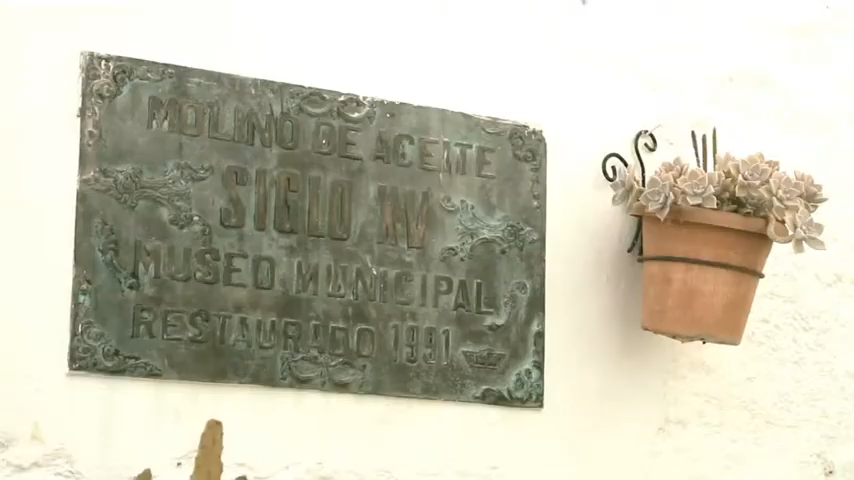 MOLINO DE ACEITE
SIGLO XV
MUSEO MUNICIPAL
RESTAURADO 1991